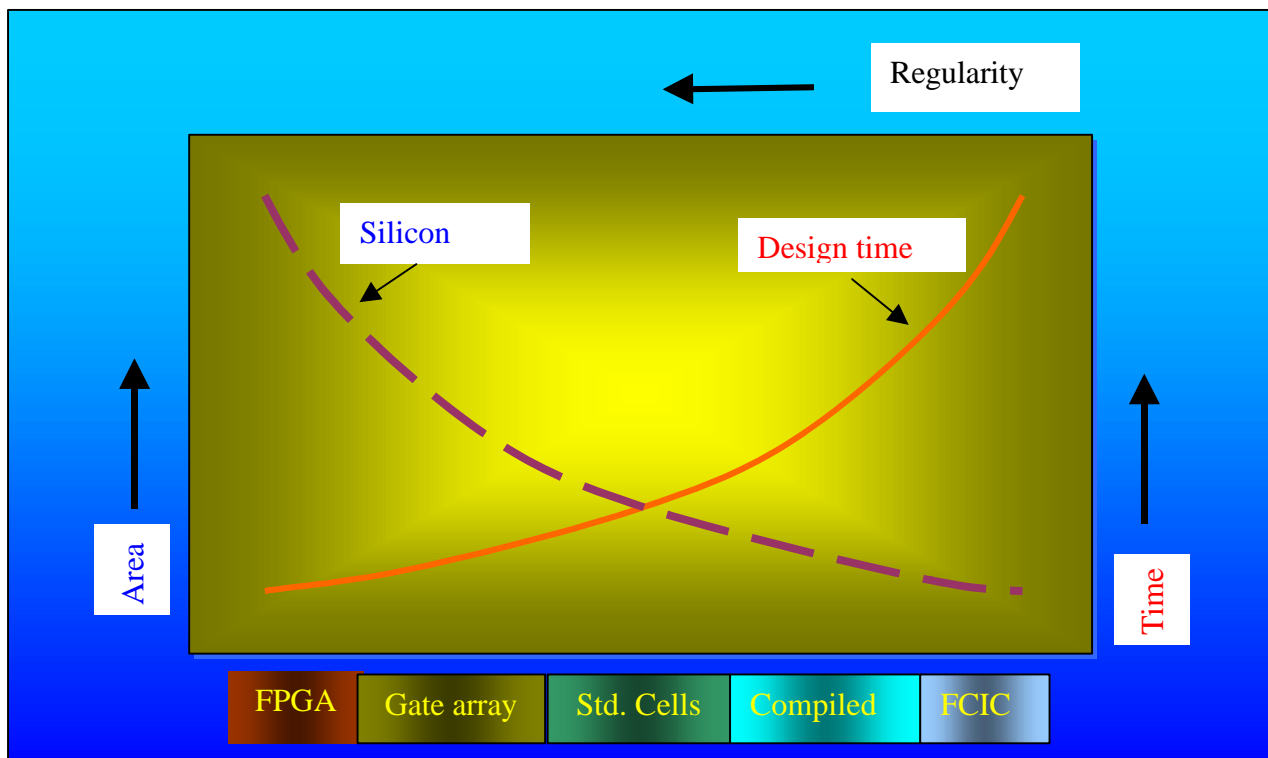 Regularity
Silicon
Design time
Area
Time
FPGA
Gate array
Std. Cells
Compiled
FCIC